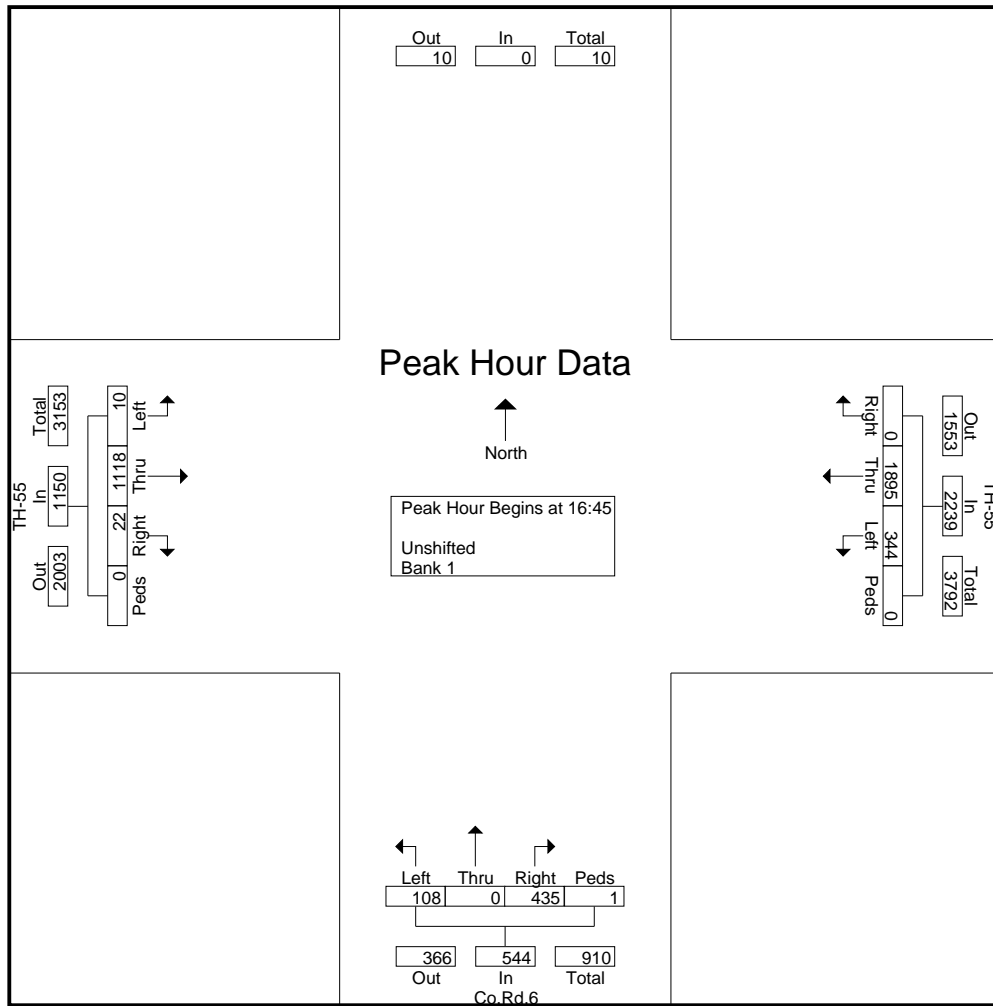 Out In Total
10 0 10
Peak Hour Data
North
Peak Hour Begins at 16:45
Unshifted
Bank 1
TH-55
Total In Out
3153 1150 2003
10 1118 22 0
Left Thru Right Peds
Right Thru Left Peds
0 1895 344 0
Out In Total
1553 2239 3792
TH-55
Left Thru Right Peds
108 0 435 1
366 544 910
Out In Total
Co.Rd.6